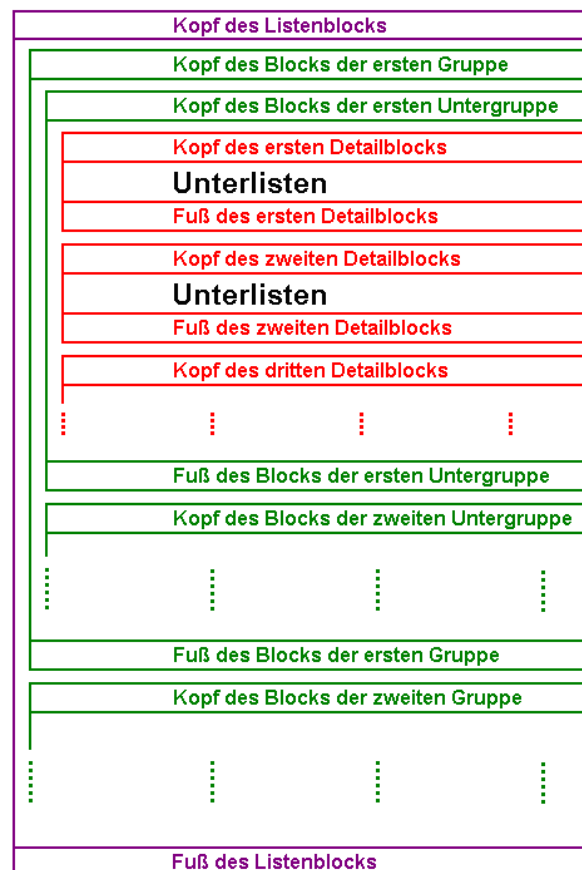 Kopf des Listenblocks
Kopf des Blocks der ersten Gruppe
Kopf des Blocks der ersten Untergruppe
Kopf des ersten Detailblocks
Unterlisten
Fuß des ersten Detailblocks
Kopf des zweiten Detailblocks
Unterlisten
Fuß des zweiten Detailblocks
Kopf des dritten Detailblocks
Fuß des Blocks der ersten Untergruppe
Kopf des Blocks der zweiten Untergruppe
Fuß des Blocks der ersten Gruppe
Kopf des Blocks der zweiten Gruppe
Fuß des Listenblocks